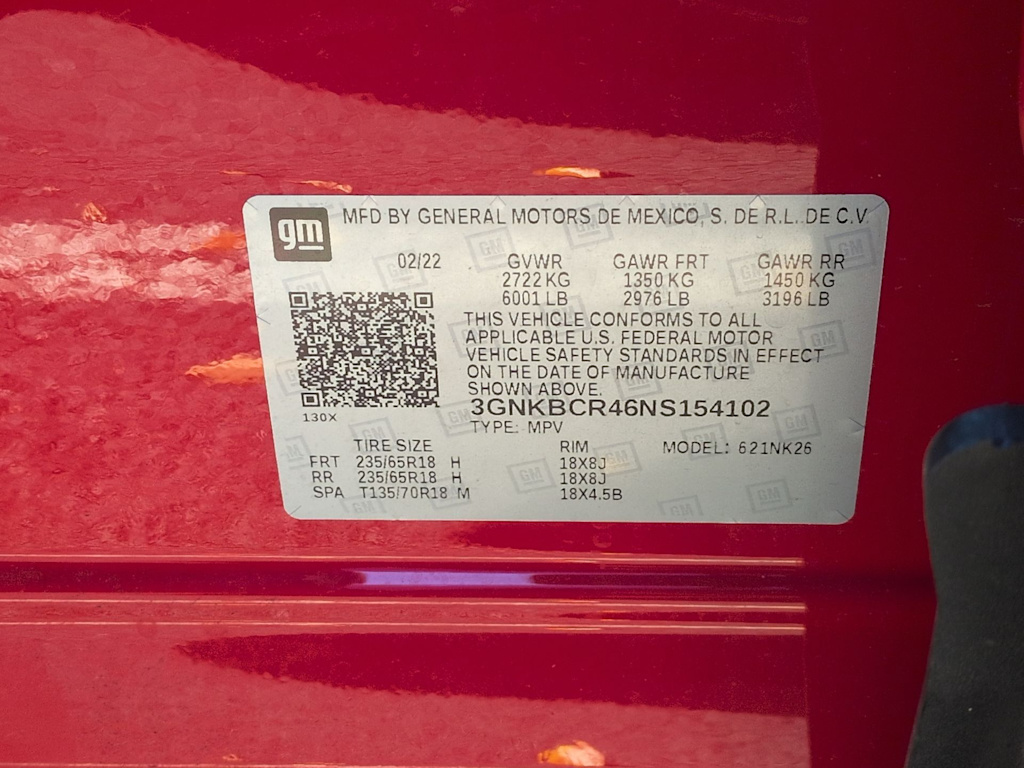 gm MFD BY GENERAL MOTORS DE MEXICO, S. DE R.L. DE C.V.
02/22 GVWR GAWR FRT GAWR RR
2722 KG 1350 KG 1450 KG
6001 LB 2976 LB 3196 LB
THIS VEHICLE CONFORMS TO ALL
APPLICABLE U.S. FEDERAL MOTOR
VEHICLE SAFETY STANDARDS IN EFFECT
ON THE DATE OF MANUFACTURE
SHOWN ABOVE.
3GNKBCR46NS154102
130X
TYPE: MPV
TIRE SIZE RIM MODEL: 621NK26
FRT 235/65R18 H 18X8J
RR 235/65R18 H 18X8J
SPA T135/70R18 M 18X4.5B